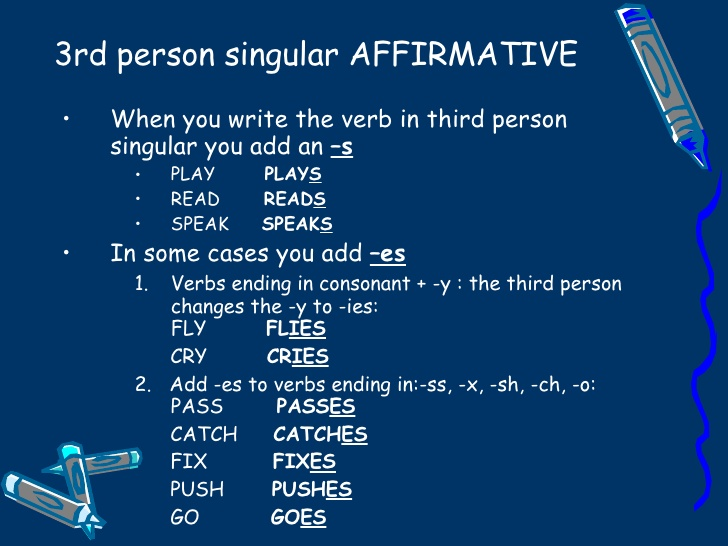 3rd person singular AFFIRMATIVE
• When you write the verb in third person
singular you add an –s
• PLAY PLAYS
• READ READS
• SPEAK SPEAKS
• In some cases you add –es
1. Verbs ending in consonant + -y : the third person
changes the -y to -ies:
FLY FLIES
CRY CRIES
2. Add -es to verbs ending in:-ss, -x, -sh, -ch, -o:
PASS PASSES
CATCH CATCHES
FIX FIXES
PUSH PUSHES
GO GOES